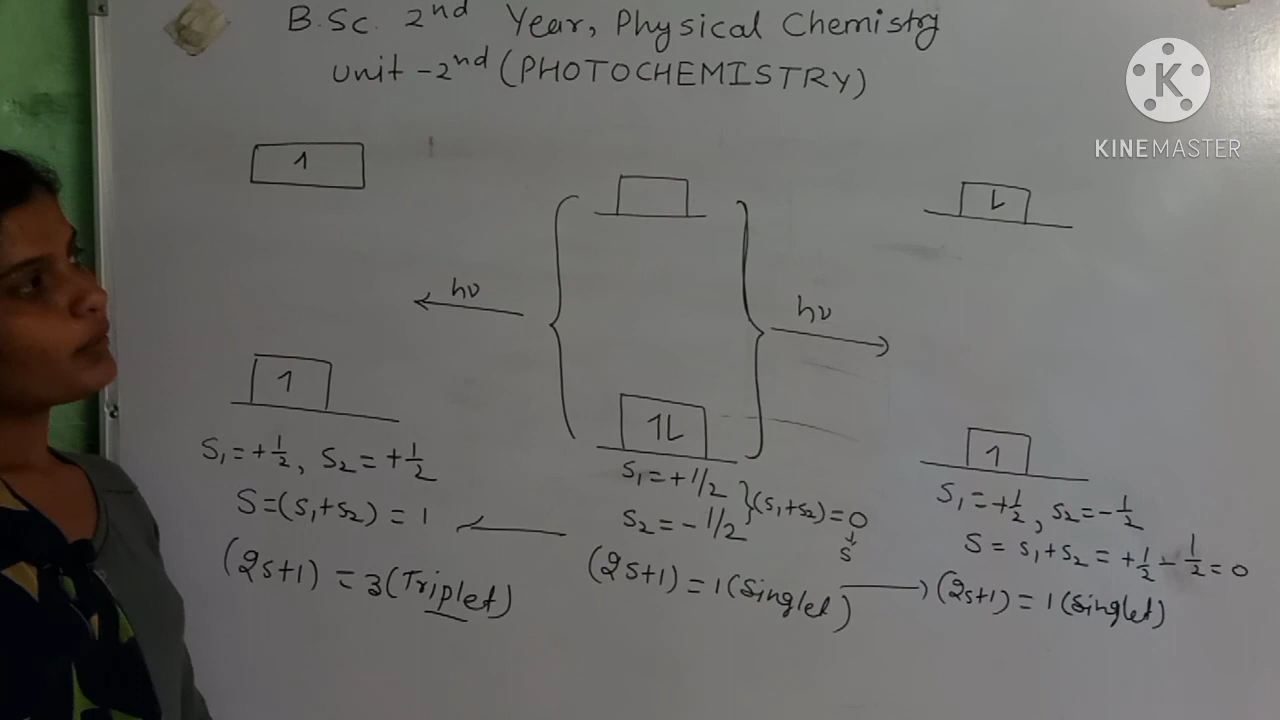 B.Sc. 2nd Year, Physical Chemistry
Unit-2nd (PHOTOCHEMISTRY)
K
KINEMASTER
1
L
hν
hν
1
1L
1
S₁=+1/2, S₂=+1/2
S=(S₁+S₂)=1
(2S+1)=3(Triplet)
S₁=+1/2
S₂=-1/2
}(S₁+S₂)=0
↓
S
(2S+1)=1(Singlet)
S₁=+1/2, S₂=-1/2
S=S₁+S₂=+1/2-1/2=0
(2S+1)=1(Singlet)